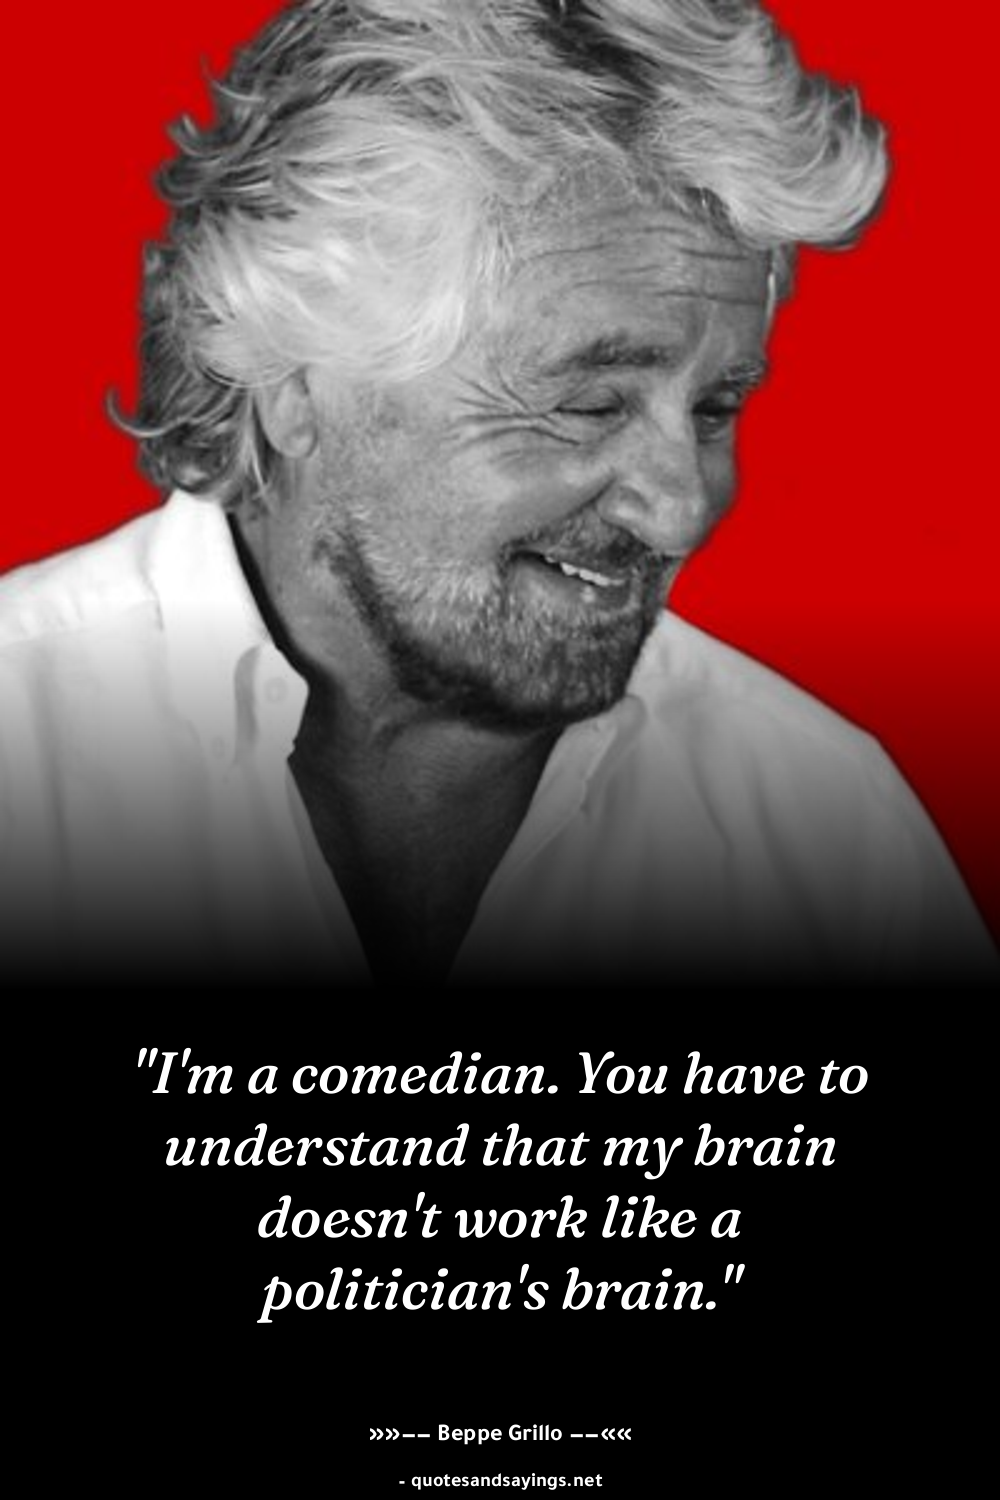 "I'm a comedian. You have to
understand that my brain
doesn't work like a
politician's brain."
»»−− Beppe Grillo −−««
- quotesandsayings.net